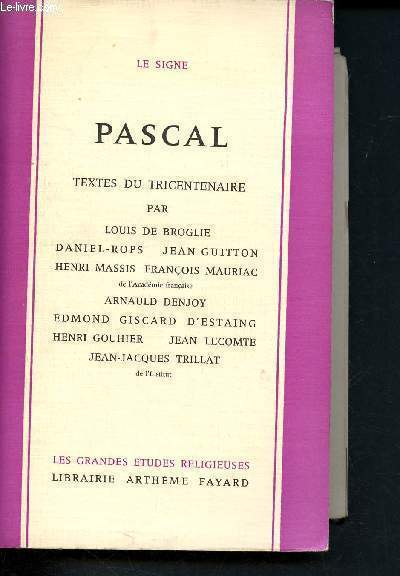 Le-livre.com
LE SIGNE
PASCAL
TEXTES DU TRICENTENAIRE
PAR
LOUIS DE BROGLIE
DANIEL-ROPS JEAN GUITTON
HENRI MASSIS FRANÇOIS MAURIAC
de l'Académie française
ARNAULD DENJOY
EDMOND GISCARD D'ESTAING
HENRI GOUHIER JEAN LECOMTE
JEAN-JACQUES TRILLAT
de l'Institut
LES GRANDES ETUDES RELIGIEUSES
LIBRAIRIE ARTHÈME FAYARD